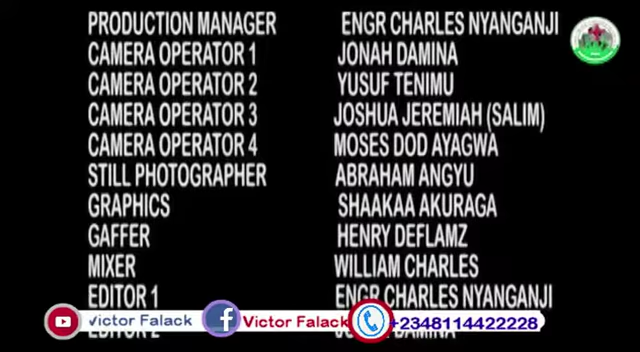 PRODUCTION MANAGER ENGR CHARLES NYANGANJI
CAMERA OPERATOR 1 JONAH DAMINA
CAMERA OPERATOR 2 YUSUF TENIMU
CAMERA OPERATOR 3 JOSHUA JEREMIAH (SALIM)
CAMERA OPERATOR 4 MOSES DOD AYAGWA
STILL PHOTOGRAPHER ABRAHAM ANGYU
GRAPHICS SHAAKAA AKURAGA
GAFFER HENRY DEFLAMZ
MIXER WILLIAM CHARLES
EDITOR 1 ENGR CHARLES NYANGANJI
Victor Falack Victor Falack +2348114422228
EDITOR 2